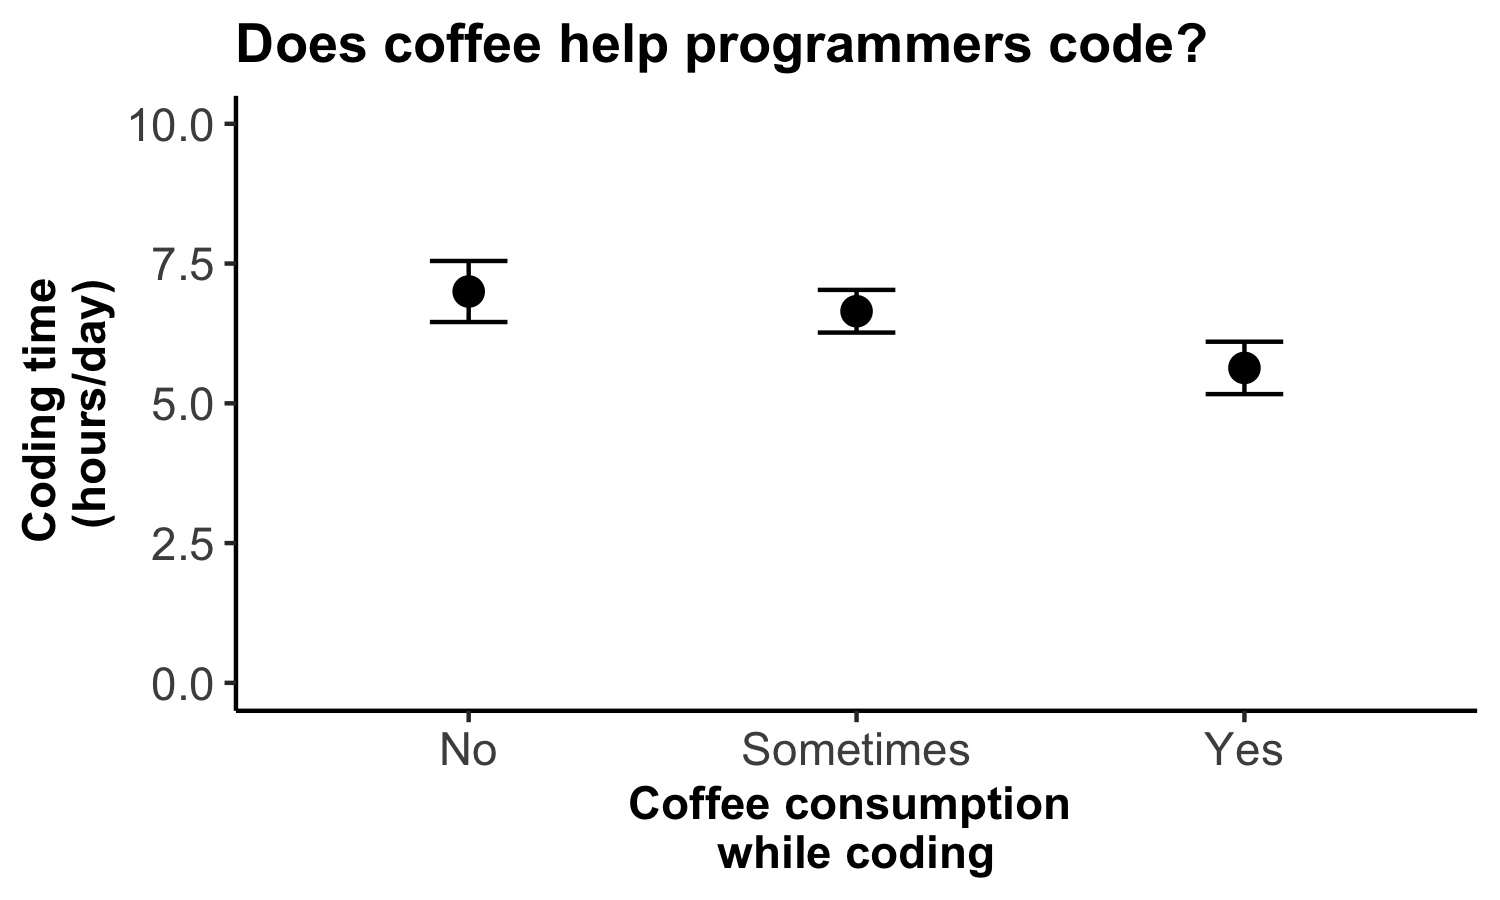 Does coffee help programmers code?
Coding time
(hours/day)
10.0
7.5
5.0
2.5
0.0
No
Sometimes
Yes
Coffee consumption
while coding